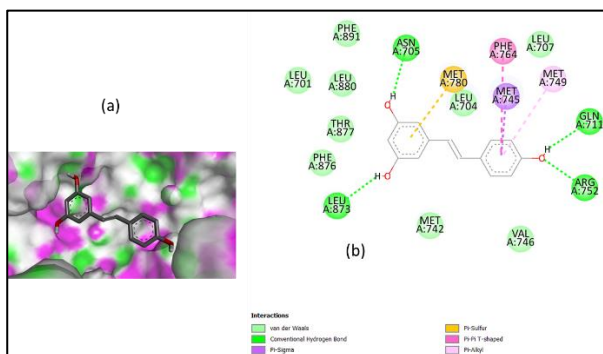 (a)
PHE
A:891
ASN
A:705
PHE
A:764
LEU
A:707
LEU
A:701
LEU
A:880
MET
A:780
MET
A:749
MET
A:745
LEU
A:704
GLN
A:711
THR
A:877
PHE
A:876
ARG
A:752
LEU
A:873
MET
A:742
VAL
A:746
H
O
H
O
O
H
(b)
Interactions
van der Waals
Conventional Hydrogen Bond
Pi-Sigma
Pi-Sulfur
Pi-Pi T-shaped
Pi-Alkyl